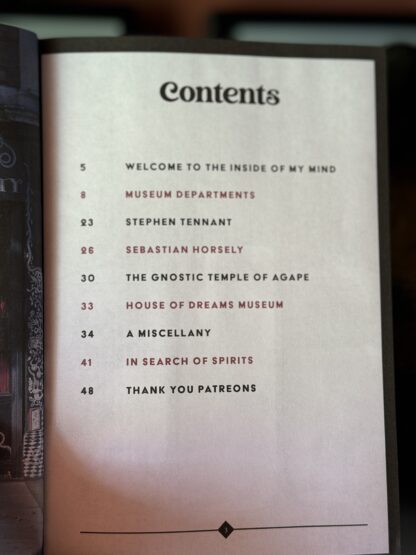 Contents
5 WELCOME TO THE INSIDE OF MY MIND
8 MUSEUM DEPARTMENTS
23 STEPHEN TENNANT
26 SEBASTIAN HORSELY
30 THE GNOSTIC TEMPLE OF AGAPE
33 HOUSE OF DREAMS MUSEUM
34 A MISCELLANY
41 IN SEARCH OF SPIRITS
48 THANK YOU PATREONS